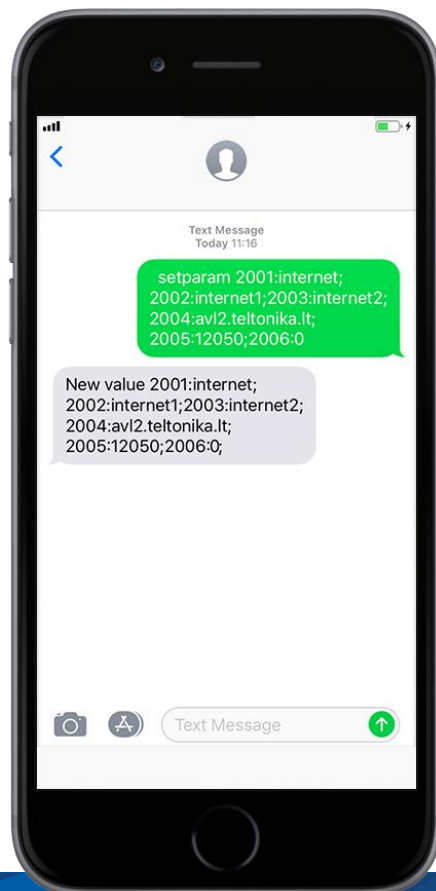 Text Message
Today 11:16
setparam 2001:internet;
2002:internet1;2003:internet2;
2004:avl2.teltonika.lt;
2005:12050;2006:0
New value 2001:internet;
2002:internet1;2003:internet2;
2004:avl2.teltonika.lt;
2005:12050;2006:0;
Text Message